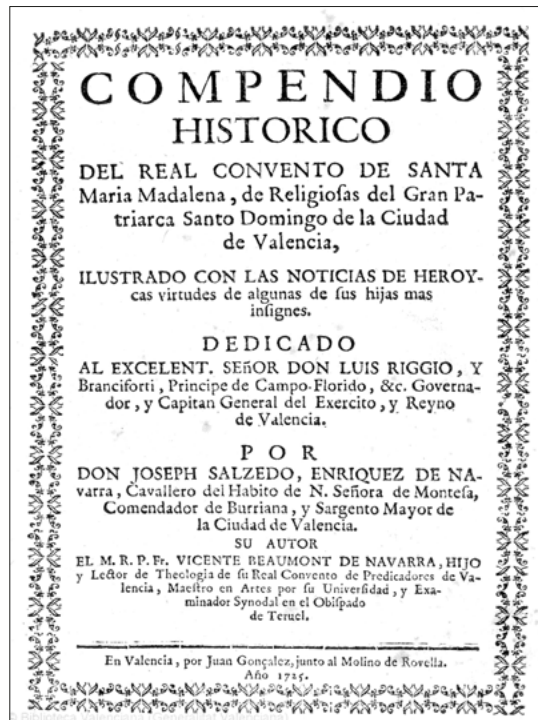 COMPENDIO
HISTORICO
DEL REAL CONVENTO DE SANTA
Maria Madalena, de Religiosas del Gran Pa-
triarca Santo Domingo de la Ciudad
de Valencia,
ILUSTRADO CON LAS NOTICIAS DE HEROY-
cas virtudes de algunas de sus hijas mas
insignes.
DEDICADO
AL EXCELENT. SEñOR DON LUIS RIGGIO, Y
Branciforti, Principe de Campo-Florido, &c. Governa-
dor, y Capitan General del Exercito, y Reyno
de Valencia.
POR
DON JOSEPH SALZEDO, ENRIQUEZ DE NA-
varra, Cavallero del Habito de N. Señora de Montesa,
Comendador de Burriana, y Sargento Mayor de
la Ciudad de Valencia.
SU AUTOR
EL M. R. P. Fr. VICENTE BEAUMONT DE NAVARRA, HIJO
y Lector de Theologia de su Real Convento de Predicadores de Va-
lencia, Maestro en Artes por su Universidad, y Exa-
minador Synodal en el Obispado
de Teruel.
En Valencia, por Juan Gonçalez, junto al Molino de Rovella.
Año 1725.
© Biblioteca Valenciana (Generalitat Valenciana)